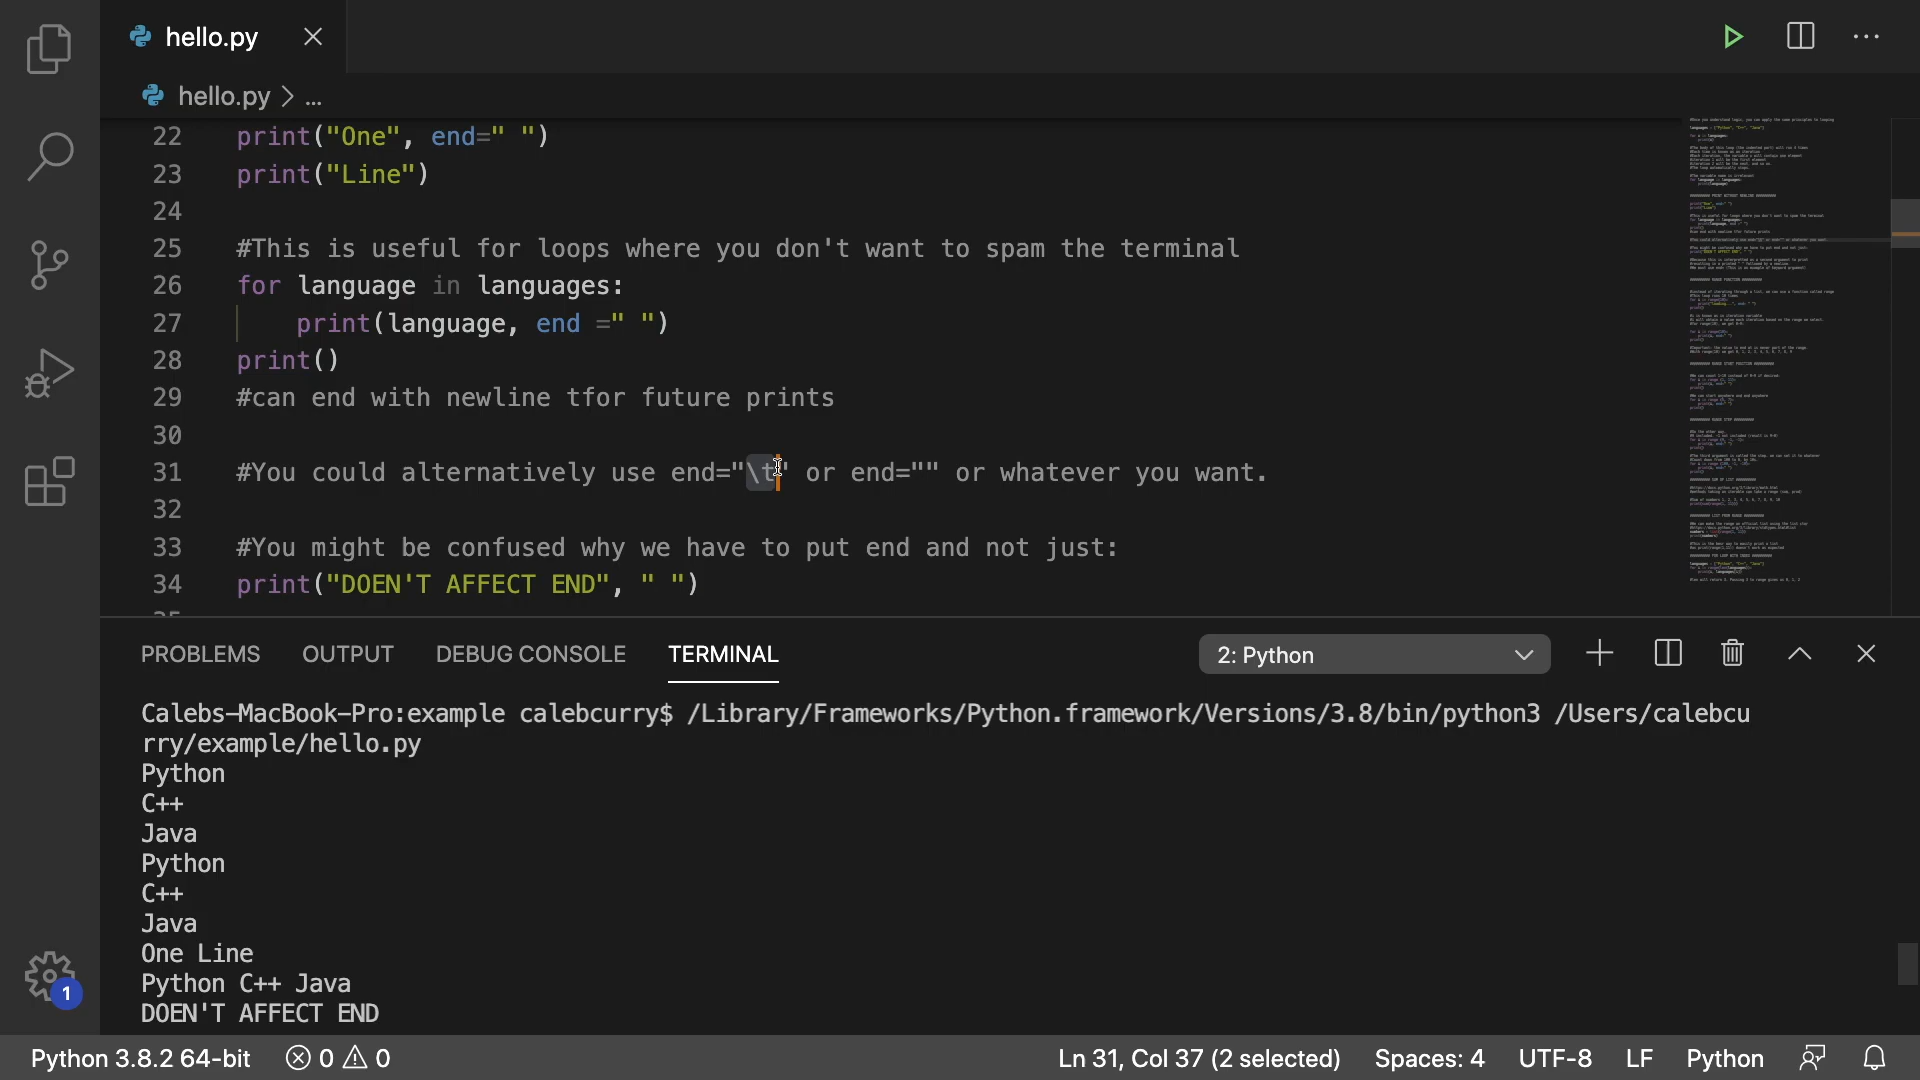 hello.py
hello.py > ...
22 print("One", end=" ")
23 print("Line")
24
25 #This is useful for loops where you don't want to spam the terminal
26 for language in languages:
27 print(language, end =" ")
28 print()
29 #can end with newline tfor future prints
30
31 #You could alternatively use end="\t" or end="" or whatever you want.
32
33 #You might be confused why we have to put end and not just:
34 print("DOEN'T AFFECT END", " ")
PROBLEMS OUTPUT DEBUG CONSOLE TERMINAL 2: Python
Calebs-MacBook-Pro:example calebcurry$ /Library/Frameworks/Python.framework/Versions/3.8/bin/python3 /Users/calebcu
rry/example/hello.py
Python
C++
Java
Python
C++
Java
One Line
Python C++ Java
DOEN'T AFFECT END
1
Python 3.8.2 64-bit 0 0 Ln 31, Col 37 (2 selected) Spaces: 4 UTF-8 LF Python